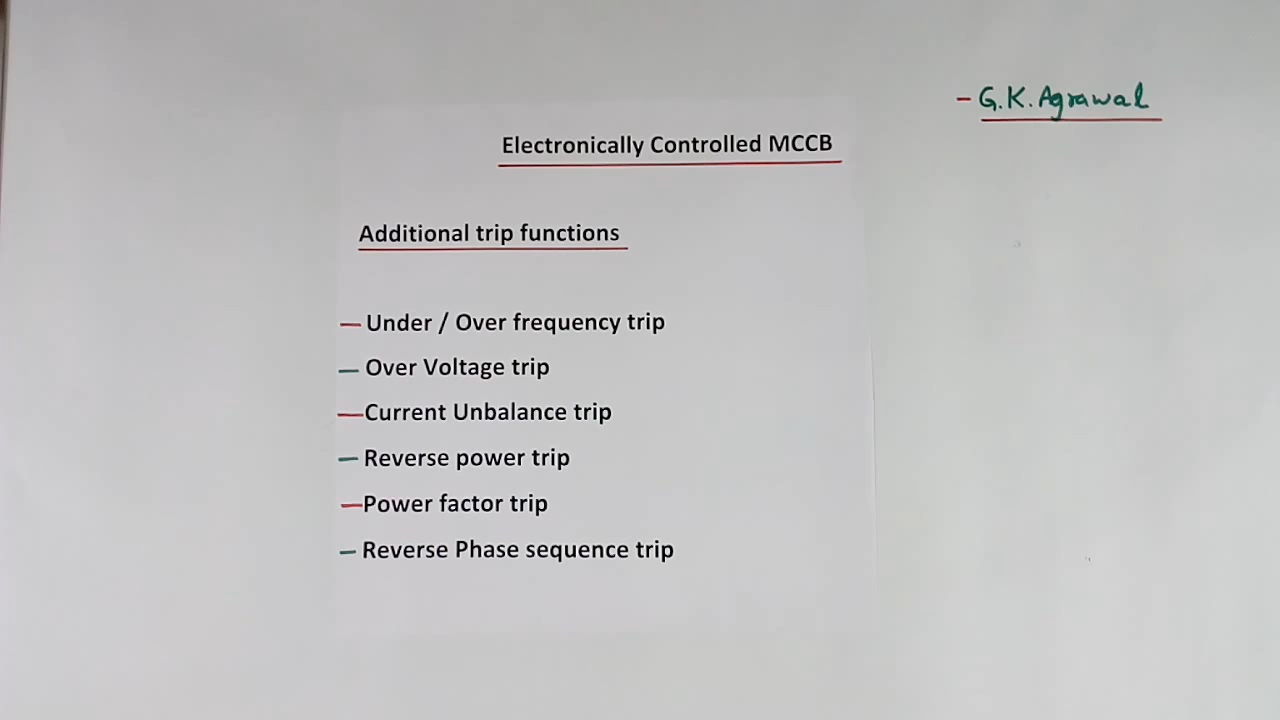 - G.K. Agrawal
Electronically Controlled MCCB
Additional trip functions
— Under / Over frequency trip
— Over Voltage trip
— Current Unbalance trip
— Reverse power trip
— Power factor trip
— Reverse Phase sequence trip